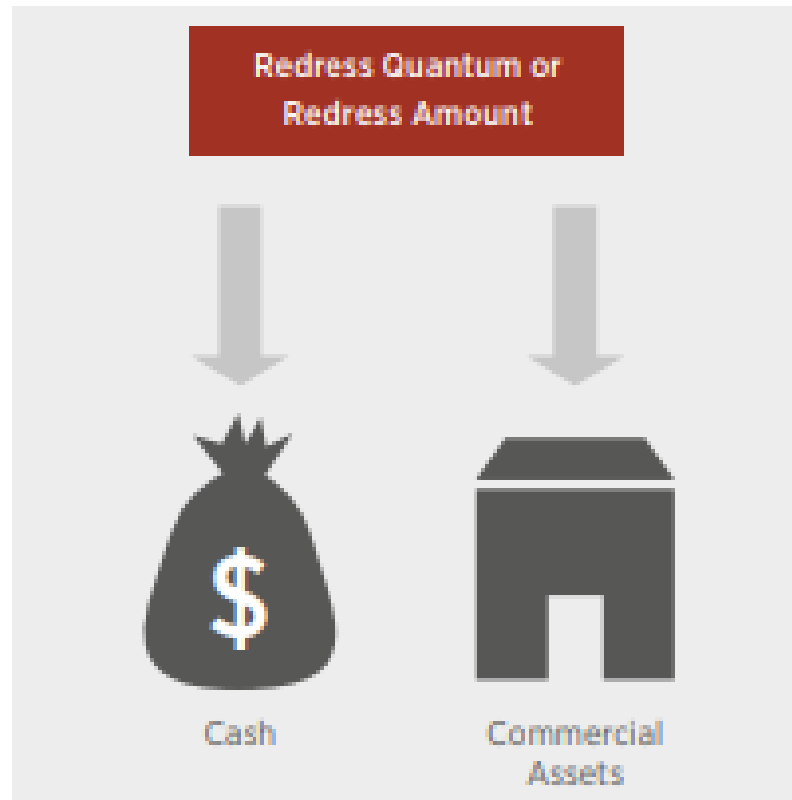 Redress Quantum or
Redress Amount
$
Cash
Commercial
Assets